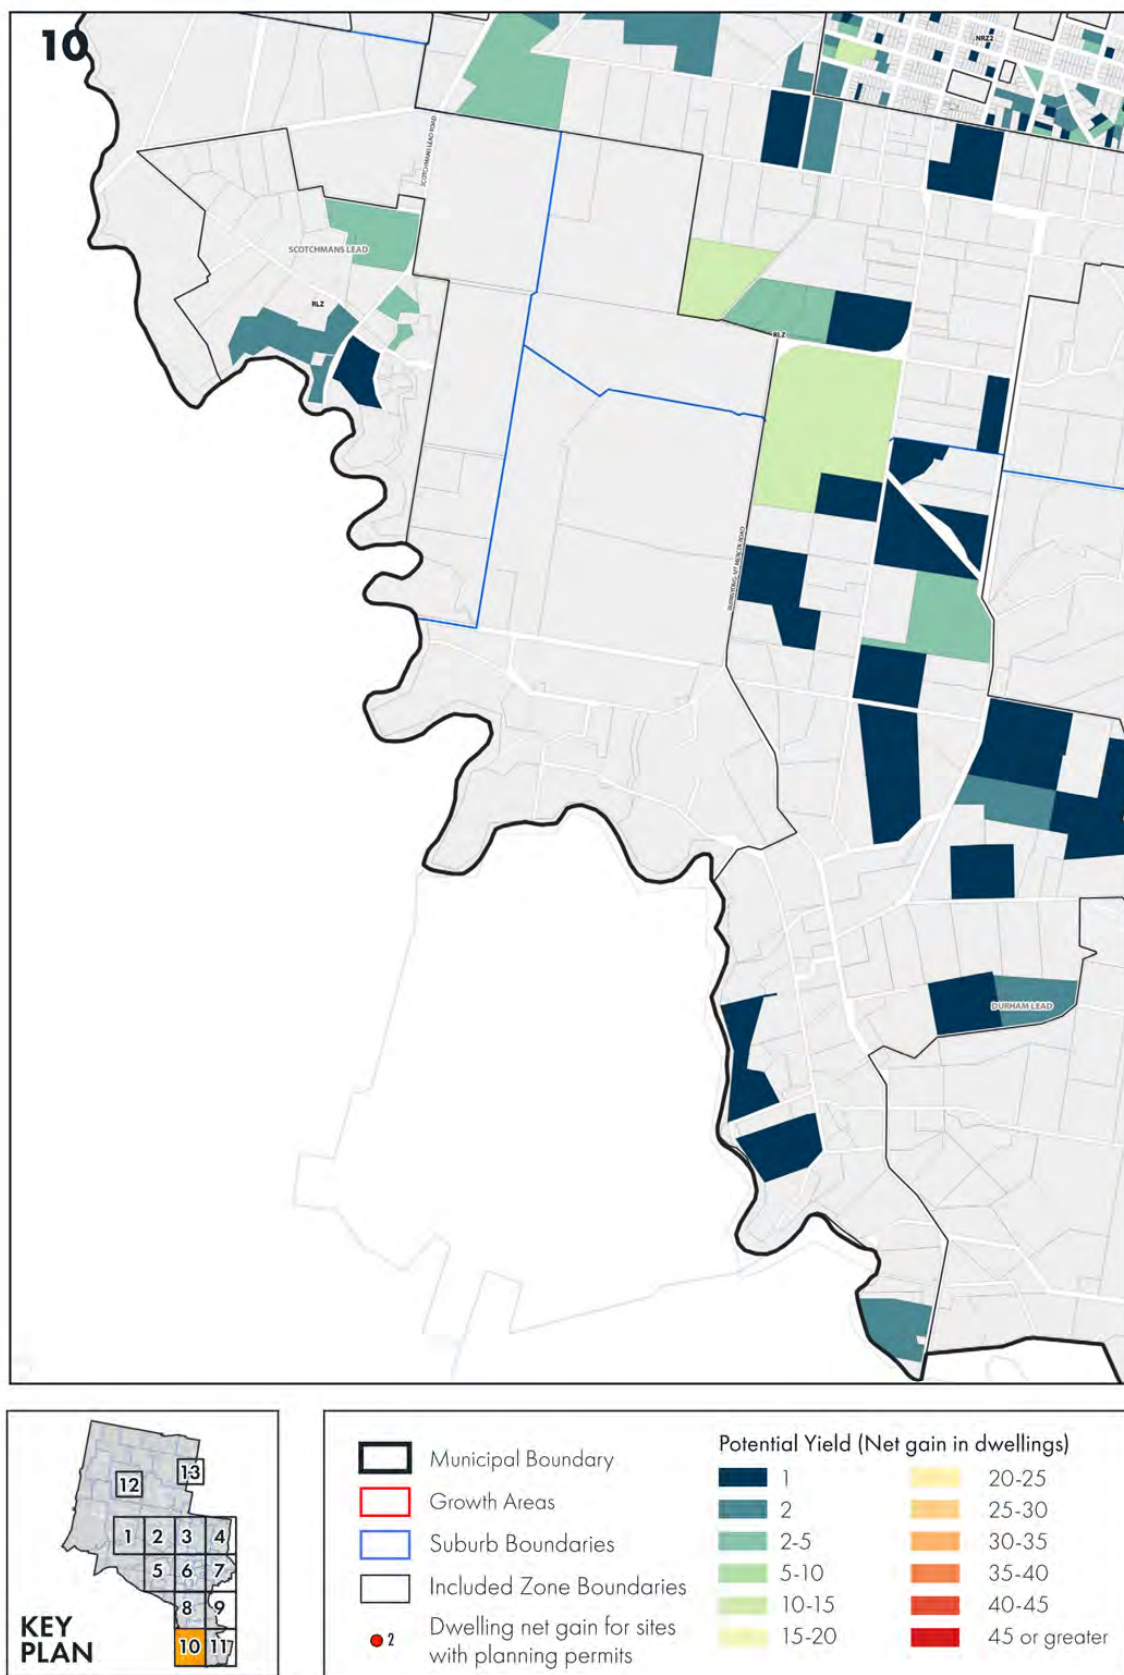 10
NRZ2
SCOTCHMANS LEAD ROAD
SCOTCHMANS LEAD
RLZ
RLZ
DURHAM LEAD
12
13
1
2
3
4
5
6
7
8
9
10
11
KEY
PLAN
Municipal Boundary
Growth Areas
Suburb Boundaries
Included Zone Boundaries
2
Dwelling net gain for sites
with planning permits
Potential Yield (Net gain in dwellings)
1
2
2-5
5-10
10-15
15-20
20-25
25-30
30-35
35-40
40-45
45 or greater